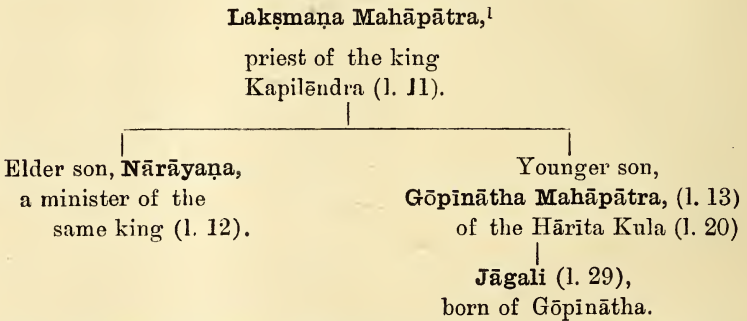 Lakṣmaṇa Mahāpātra,¹
priest of the king
Kapilēndra (l. 11).
Elder son, Nārāyaṇa,
a minister of the
same king (l. 12).
Younger son,
Gōpīnātha Mahāpātra, (l. 13)
of the Hārīta Kula (l. 20)
Jāgali (l. 29),
born of Gōpīnātha.